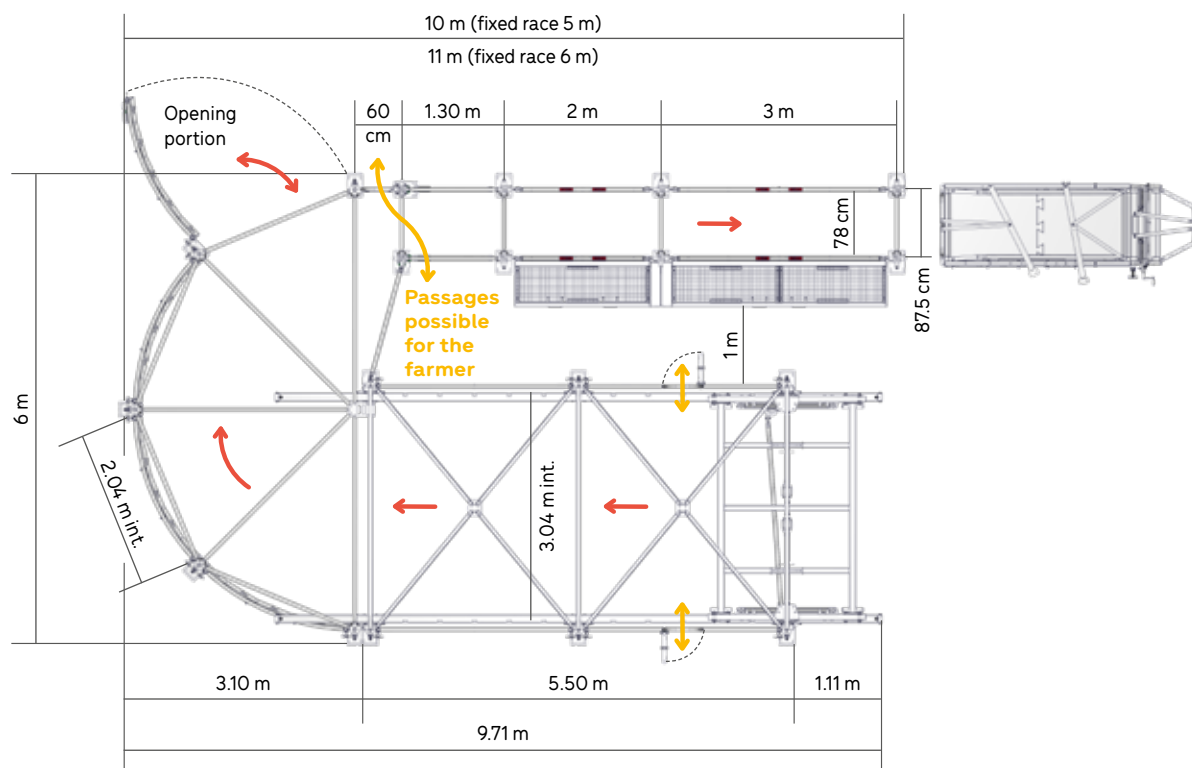 10 m (fixed race 5 m)
11 m (fixed race 6 m)
Opening
portion
60
cm
1.30 m
2 m
3 m
78 cm
87.5 cm
Passages
possible
for the
farmer
1 m
6 m
2.04 m int.
3.04 m int.
3.10 m
5.50 m
1.11 m
9.71 m